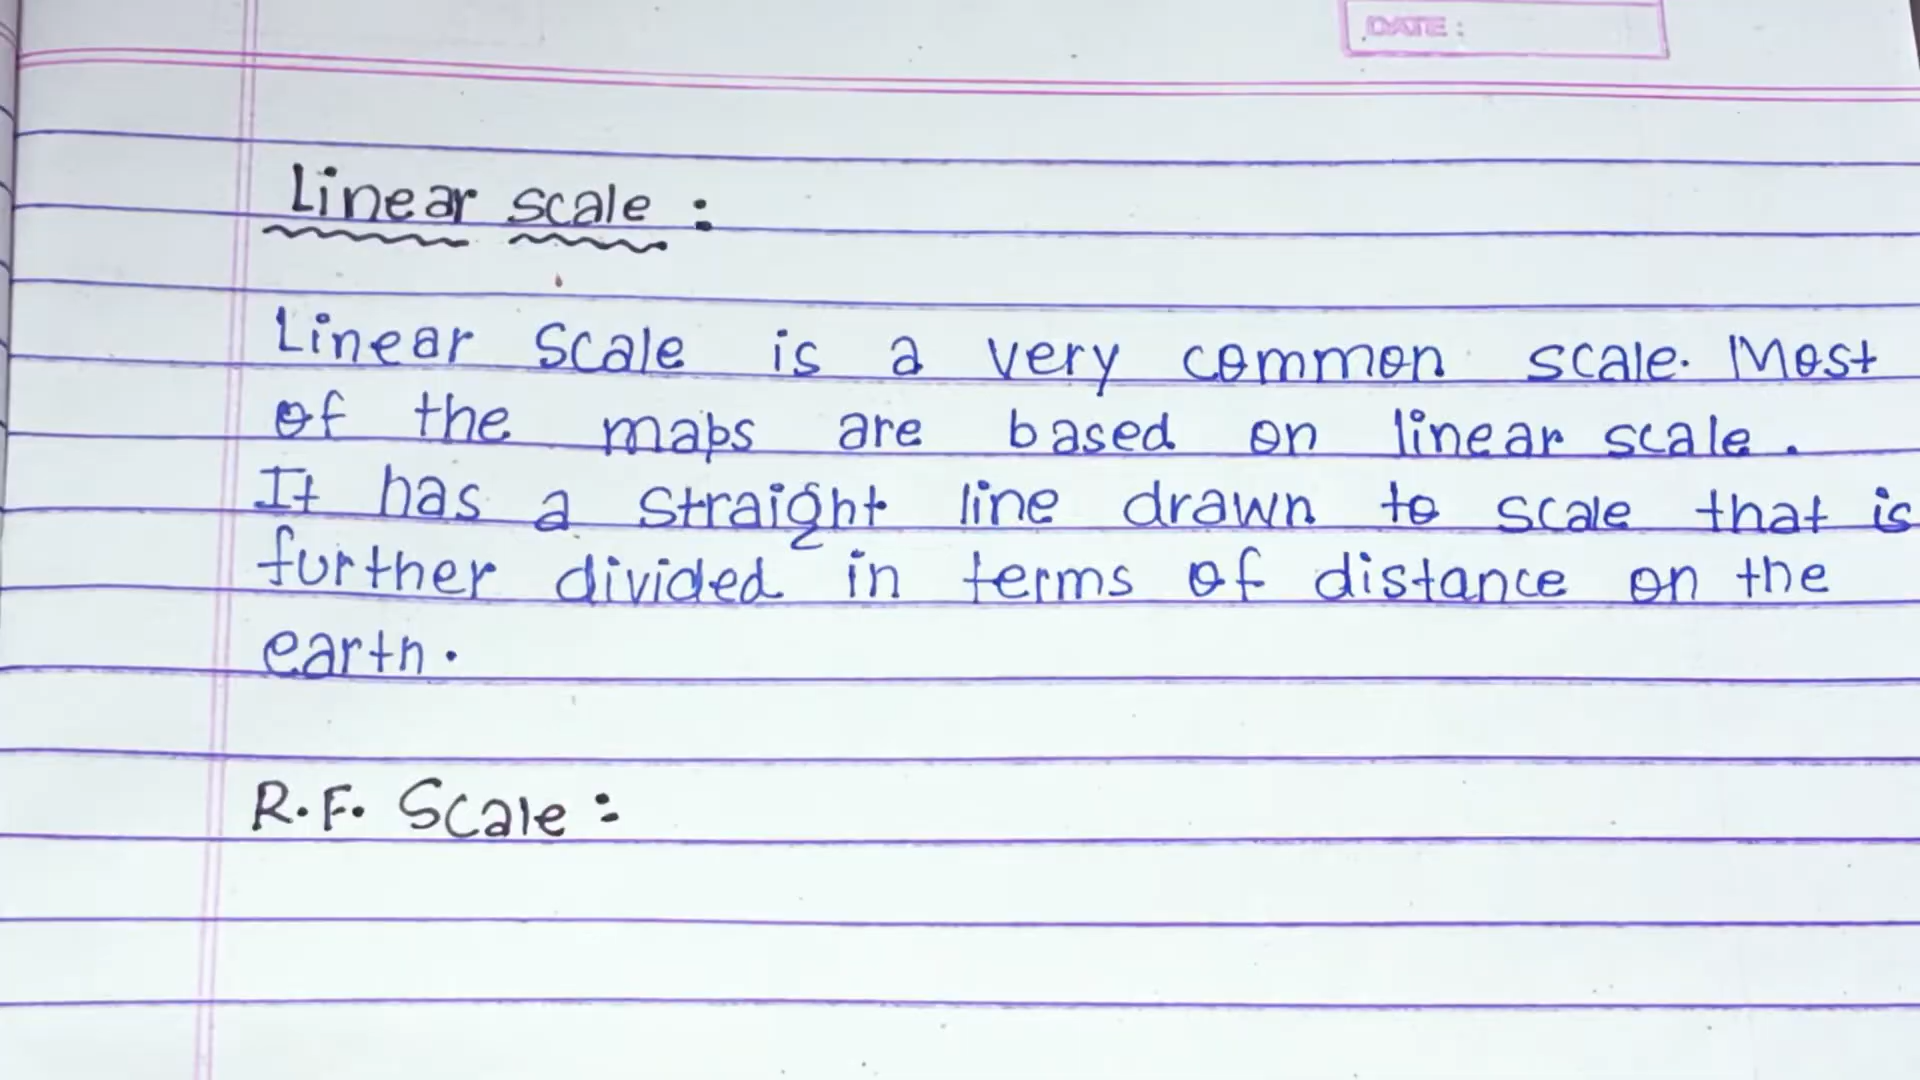 DATE :
Linear scale :
Linear Scale is a very common scale. Most
of the maps are based on linear scale.
It has a straight line drawn to scale that is
further divided in terms of distance on the
earth.
R.F. Scale :